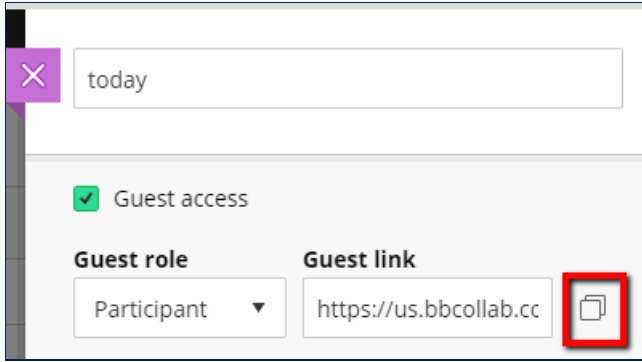 today
Guest access
Guest role Guest link
Participant https://us.bbcollab.cc